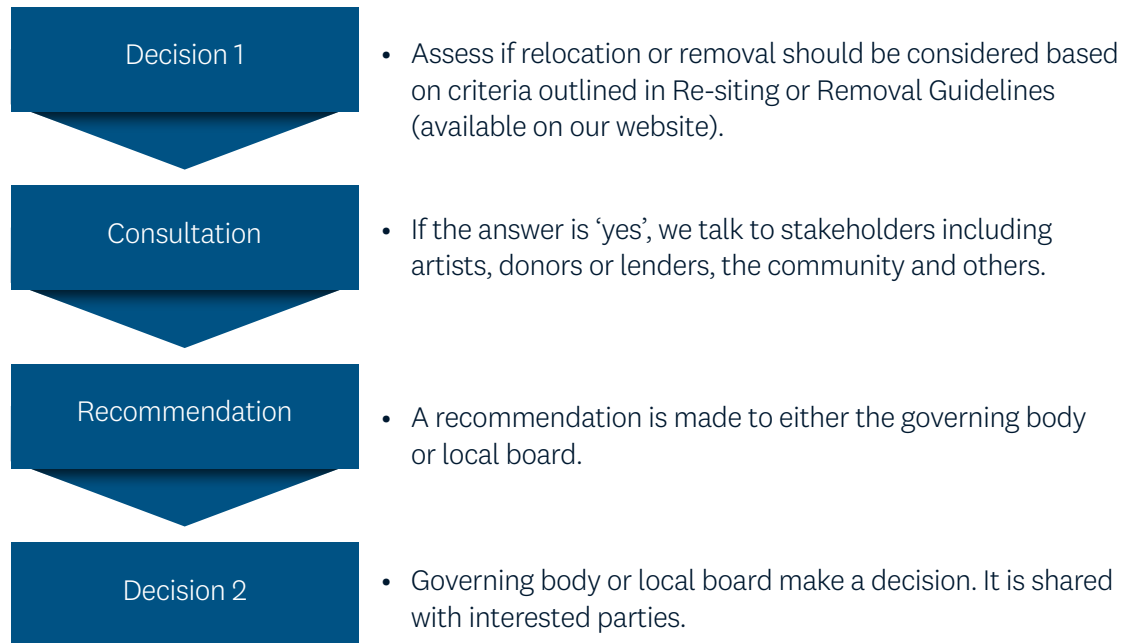 Decision 1
• Assess if relocation or removal should be considered based
on criteria outlined in Re-siting or Removal Guidelines
(available on our website).
Consultation
• If the answer is ‘yes’, we talk to stakeholders including
artists, donors or lenders, the community and others.
Recommendation
• A recommendation is made to either the governing body
or local board.
Decision 2
• Governing body or local board make a decision. It is shared
with interested parties.